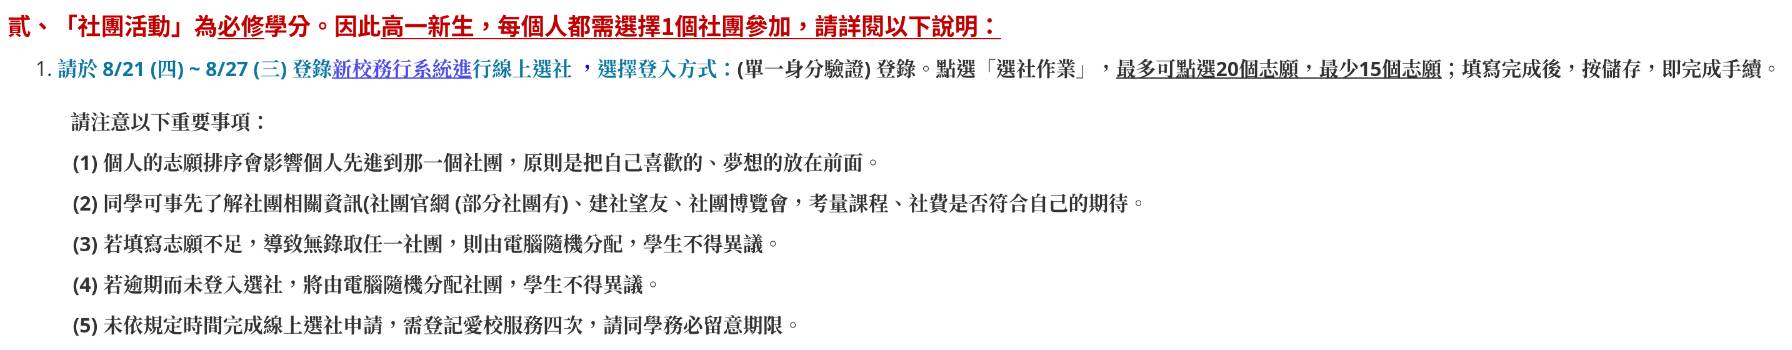 貳、「社團活動」為必修學分。因此高一新生，每個人都需選擇1個社團參加，請詳閱以下說明：
1. 請於 8/21 (四) ~ 8/27 (三) 登錄新校務行系統進行線上選社 ，選擇登入方式：(單一身分驗證) 登錄。點選「選社作業」，最多可點選20個志願，最少15個志願；填寫完成後，按儲存，即完成手續。
請注意以下重要事項：
(1) 個人的志願排序會影響個人先進到那一個社團，原則是把自己喜歡的、夢想的放在前面。
(2) 同學可事先了解社團相關資訊(社團官網 (部分社團有)、建社望友、社團博覽會，考量課程、社費是否符合自己的期待。
(3) 若填寫志願不足，導致無錄取任一社團，則由電腦隨機分配，學生不得異議。
(4) 若逾期而未登入選社，將由電腦隨機分配社團，學生不得異議。
(5) 未依規定時間完成線上選社申請，需登記愛校服務四次，請同學務必留意期限。